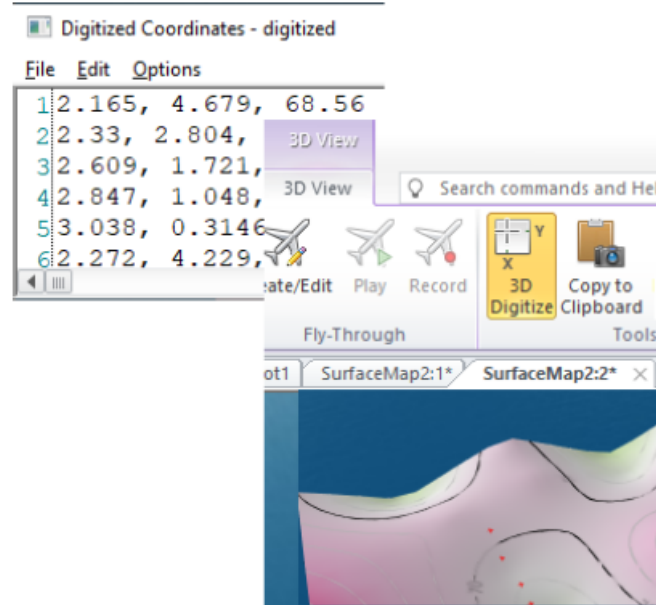 Digitized Coordinates - digitized
File Edit Options
1 2.165, 4.679, 68.56
2 2.33, 2.804,
3 2.609, 1.721,
4 2.847, 1.048,
5 3.038, 0.3146
6 2.272, 4.229,
3D View
3D View
Search commands and Hel
eate/Edit Play Record
3D Digitize
Copy to Clipboard
Y
X
Fly-Through
Tools
ot1 SurfaceMap2:1* SurfaceMap2:2*